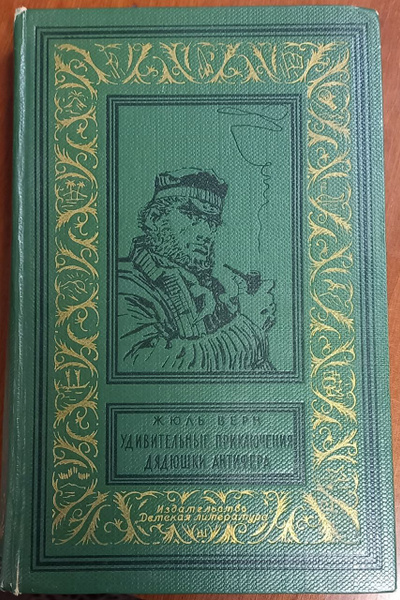 ЖЮЛЬ ВЕРН
УДИВИТЕЛЬНЫЕ ПРИКЛЮЧЕНИЯ
ДЯДЮШКИ АНТИФЕРА
Издательство
Детская литература